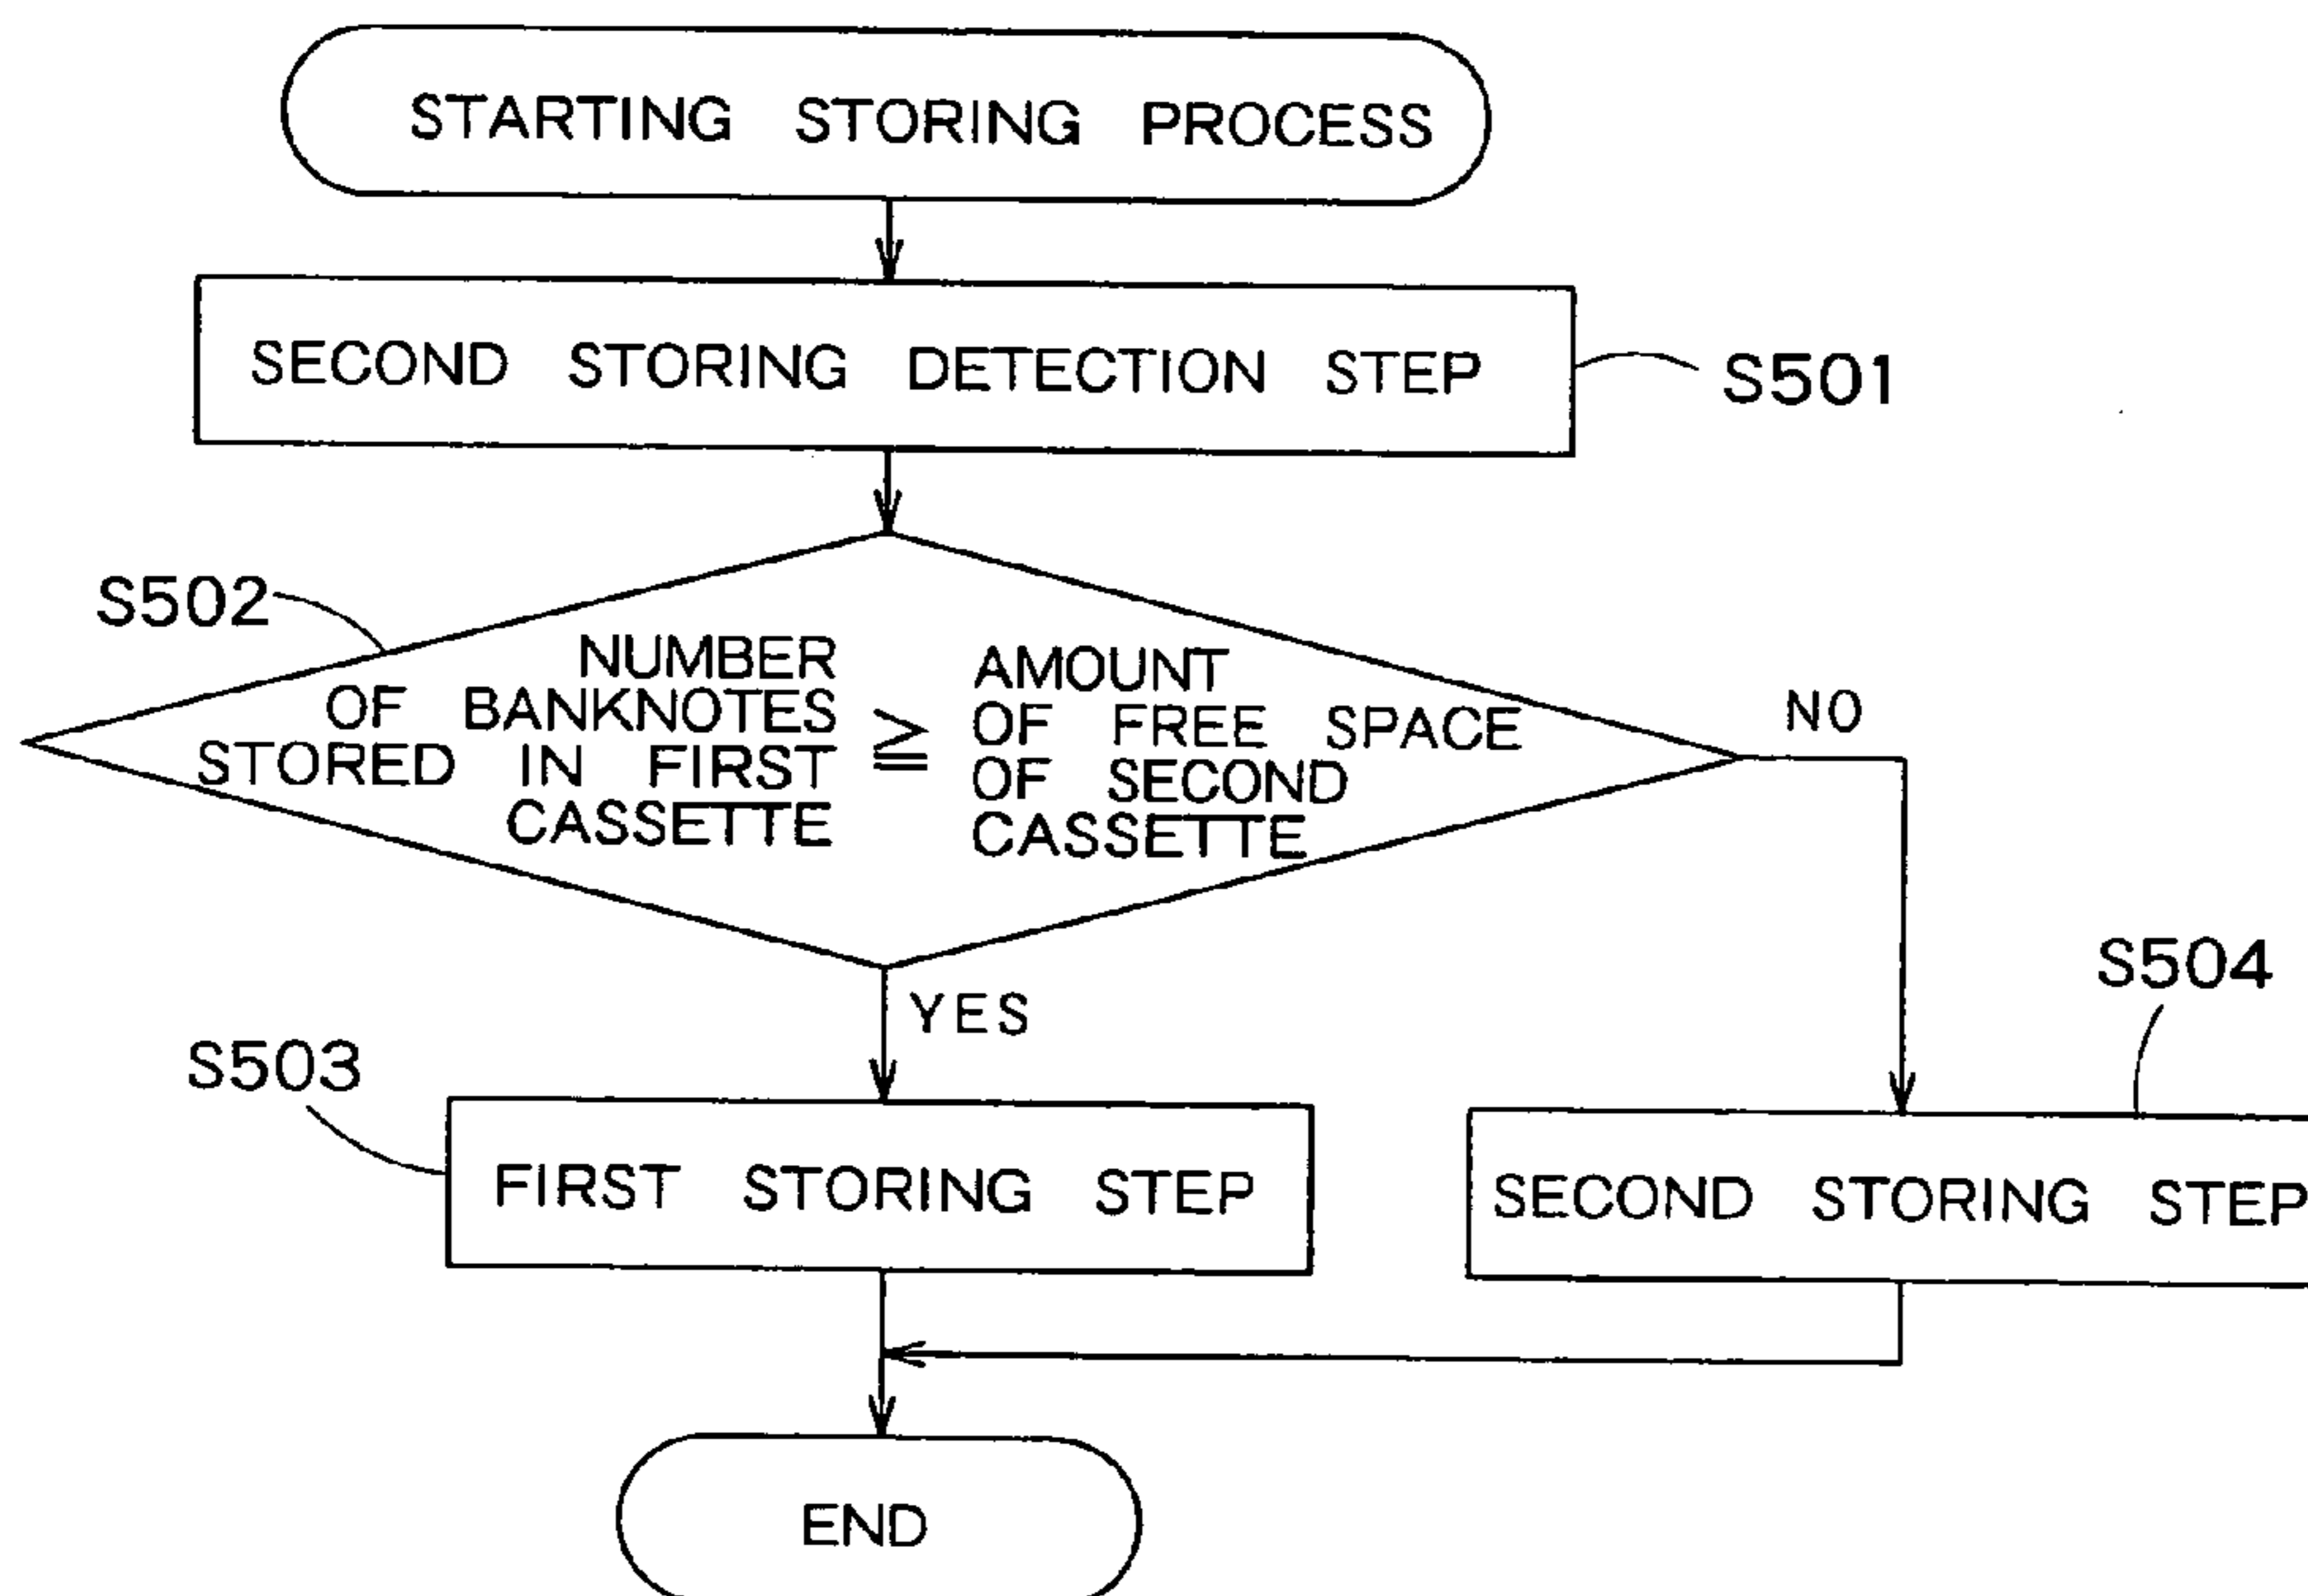 STARTING STORING PROCESS
SECOND STORING DETECTION STEP
S501
S502
NUMBER
OF BANKNOTES
STORED IN FIRST
CASSETTE
≧
AMOUNT
OF FREE SPACE
OF SECOND
CASSETTE
NO
YES
S503
S504
FIRST STORING STEP
SECOND STORING STEP
END